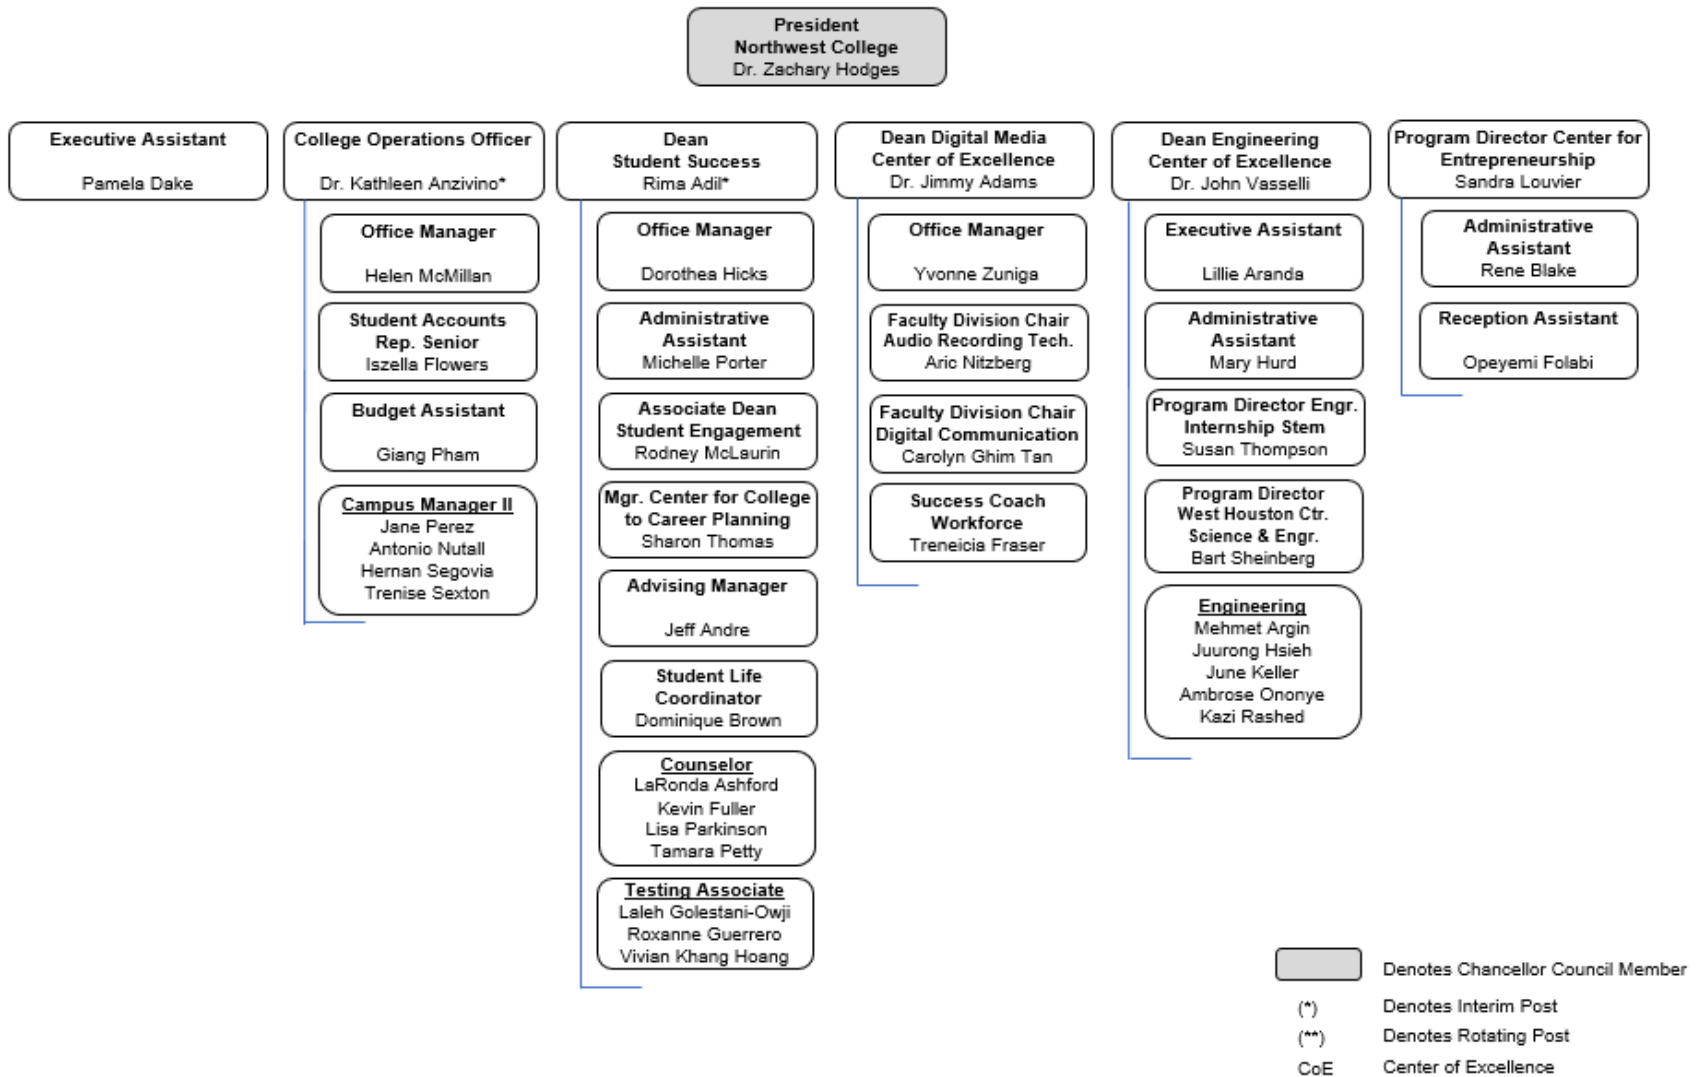 President
Northwest College
Dr. Zachary Hodges
Executive Assistant
Pamela Dake
College Operations Officer
Dr. Kathleen Anzivino*
Office Manager
Helen McMillan
Student Accounts
Rep. Senior
Iszella Flowers
Budget Assistant
Giang Pham
Campus Manager II
Jane Perez
Antonio Nutall
Hernan Segovia
Trenise Sexton
Dean
Student Success
Rima Adil*
Office Manager
Dorothea Hicks
Administrative
Assistant
Michelle Porter
Associate Dean
Student Engagement
Rodney McLaurin
Mgr. Center for College
to Career Planning
Sharon Thomas
Advising Manager
Jeff Andre
Student Life
Coordinator
Dominique Brown
Counselor
LaRonda Ashford
Kevin Fuller
Lisa Parkinson
Tamara Petty
Testing Associate
Laleh Golestani-Owji
Roxanne Guerrero
Vivian Khang Hoang
Dean Digital Media
Center of Excellence
Dr. Jimmy Adams
Office Manager
Yvonne Zuniga
Faculty Division Chair
Audio Recording Tech.
Aric Nitzberg
Faculty Division Chair
Digital Communication
Carolyn Ghim Tan
Success Coach
Workforce
Treneicia Fraser
Dean Engineering
Center of Excellence
Dr. John Vasselli
Executive Assistant
Lillie Aranda
Administrative
Assistant
Mary Hurd
Program Director Engr.
Internship Stem
Susan Thompson
Program Director
West Houston Ctr.
Science & Engr.
Bart Sheinberg
Engineering
Mehmet Argin
Juurong Hsieh
June Keller
Ambrose Ononye
Kazi Rashed
Program Director Center for
Entrepreneurship
Sandra Louvier
Administrative
Assistant
Rene Blake
Reception Assistant
Opeyemi Folabi
Denotes Chancellor Council Member
(*) Denotes Interim Post
(**) Denotes Rotating Post
CoE Center of Excellence